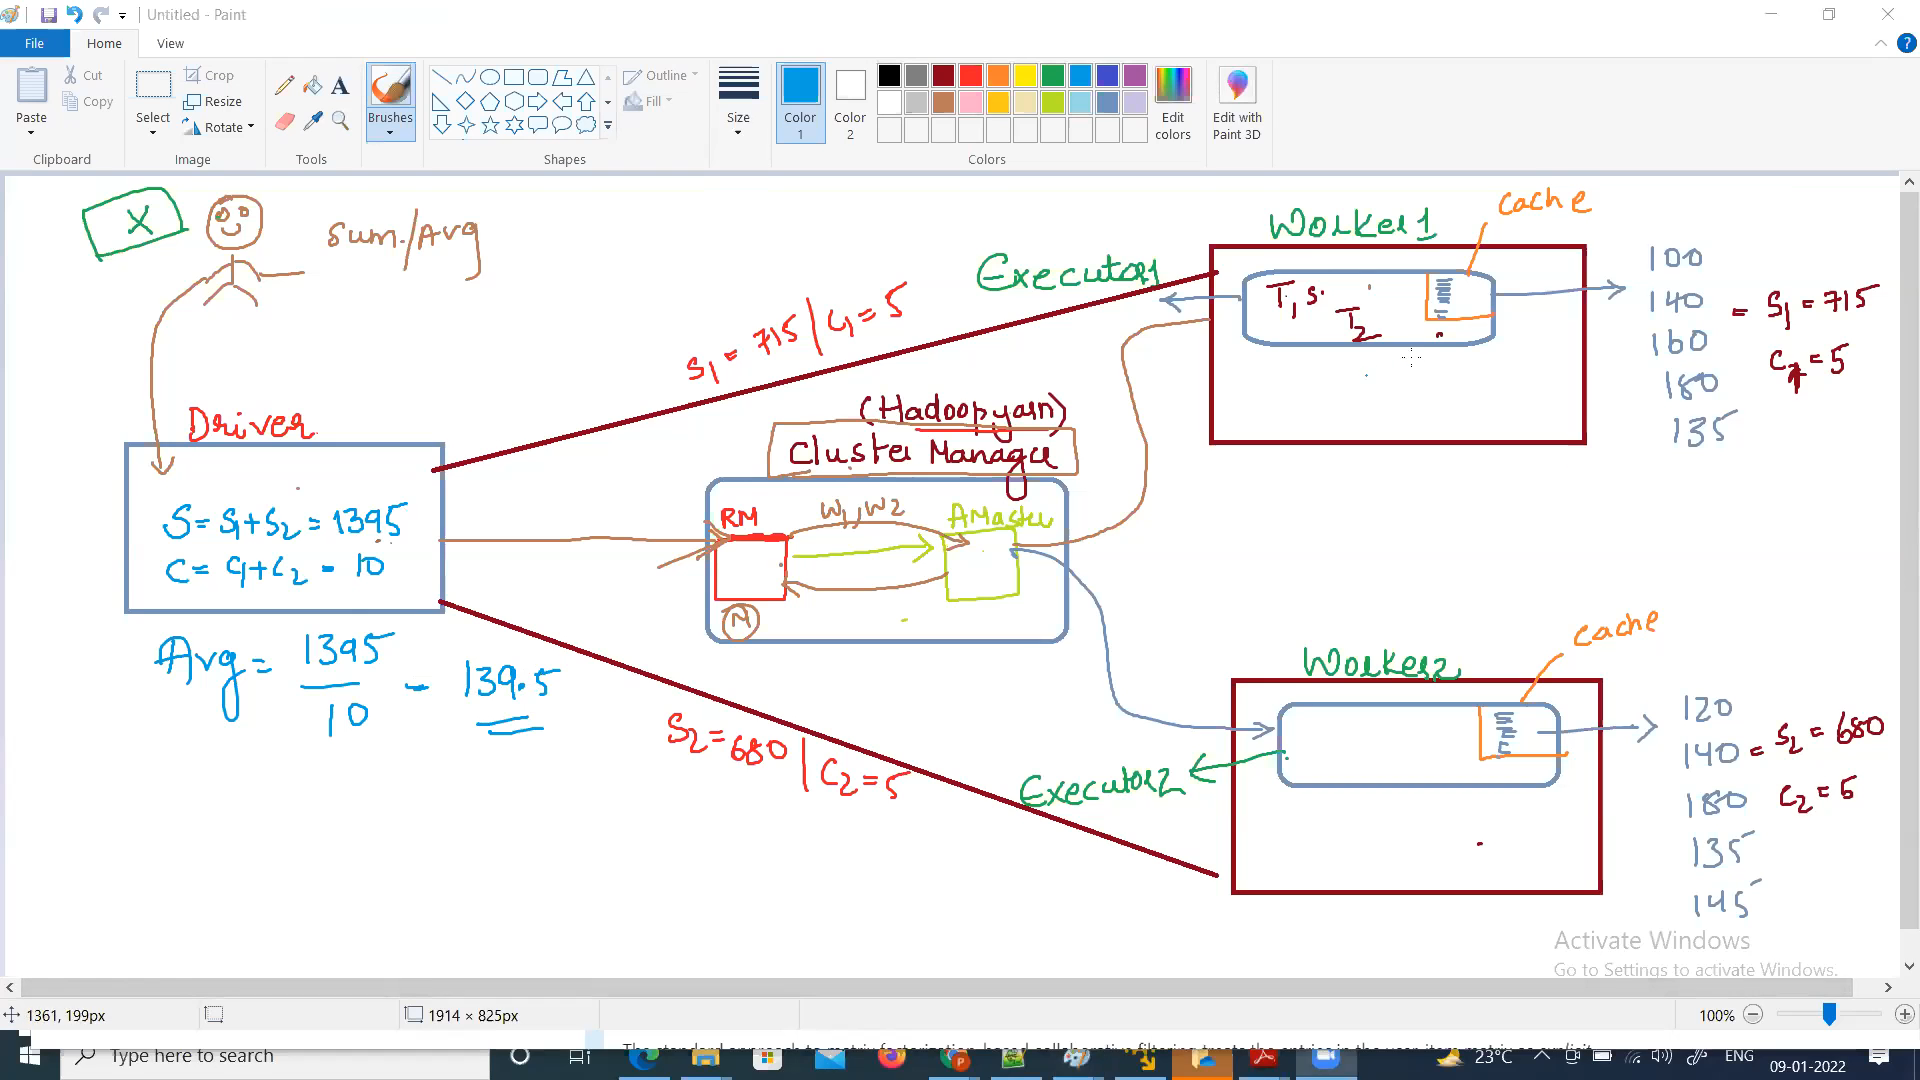 Untitled - Paint
File
Home
View
Paste
Cut
Copy
Clipboard
Select
Crop
Resize
Rotate
Image
Tools
Brushes
Outline
Fill
Shapes
Size
Color 1
Color 2
Edit colors
Colors
Edit with Paint 3D
X
Sum./Avg
Driver
S = S1+S2 = 1395
C = C1+C2 = 10
Avg = 1395
10
- 139.5
S1 = 715 / C1 = 5
S2 = 680 | C2 = 5
(Hadoopyarn)
Cluster Manager
RM
W1, W2
AMaster
M
Executor1
Worker1
Cache
T1 S.
T2
100
140
160
180
135
= S1 = 715
C1 = 5
Executor2
Worker2
Cache
120
140
180
135
145
= S2 = 680
C2 = 5
Activate Windows
Go to Settings to activate Windows.
1361, 199px
1914 × 825px
100%
Type here to search
23°C
ENG
09-01-2022